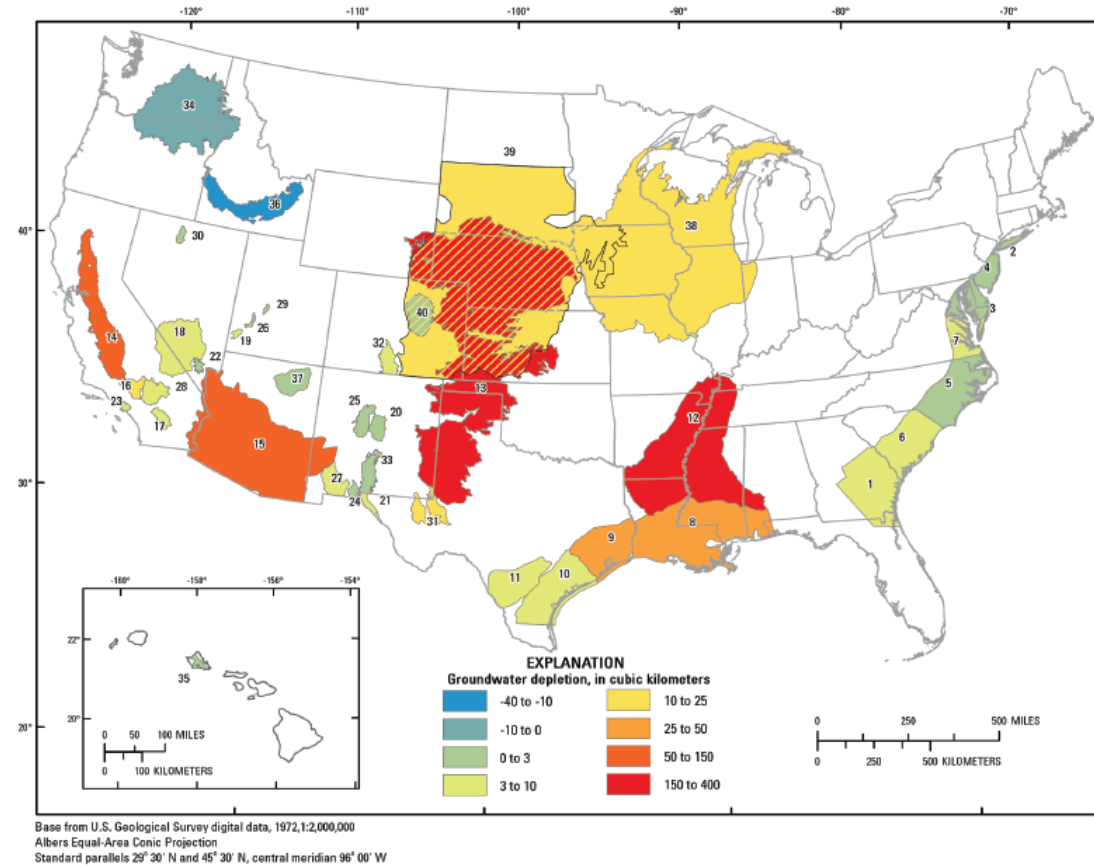 -120° -110° -100° -90° -80° -70°
34
39
36
38
2
30
40°
4
29
3
40
14
18
26
19
7
32
22
37
5
16
28
13
25
20
12
23
6
17
15
33
1
27
30°
24
21
31
8
9
11
10
-160° -158° -156° -154°
22°
EXPLANATION
35
Groundwater depletion, in cubic kilometers
-40 to -10
10 to 25
20°
20°
-10 to 0
25 to 50
0 250 500 MILES
0 50 100 MILES
0 to 3
50 to 150
0 250 500 KILOMETERS
0 100 KILOMETERS
3 to 10
150 to 400
Base from U.S. Geological Survey digital data, 1972,1:2,000,000
Albers Equal-Area Conic Projection
Standard parallels 29° 30' N and 45° 30' N, central meridian 96° 00' W